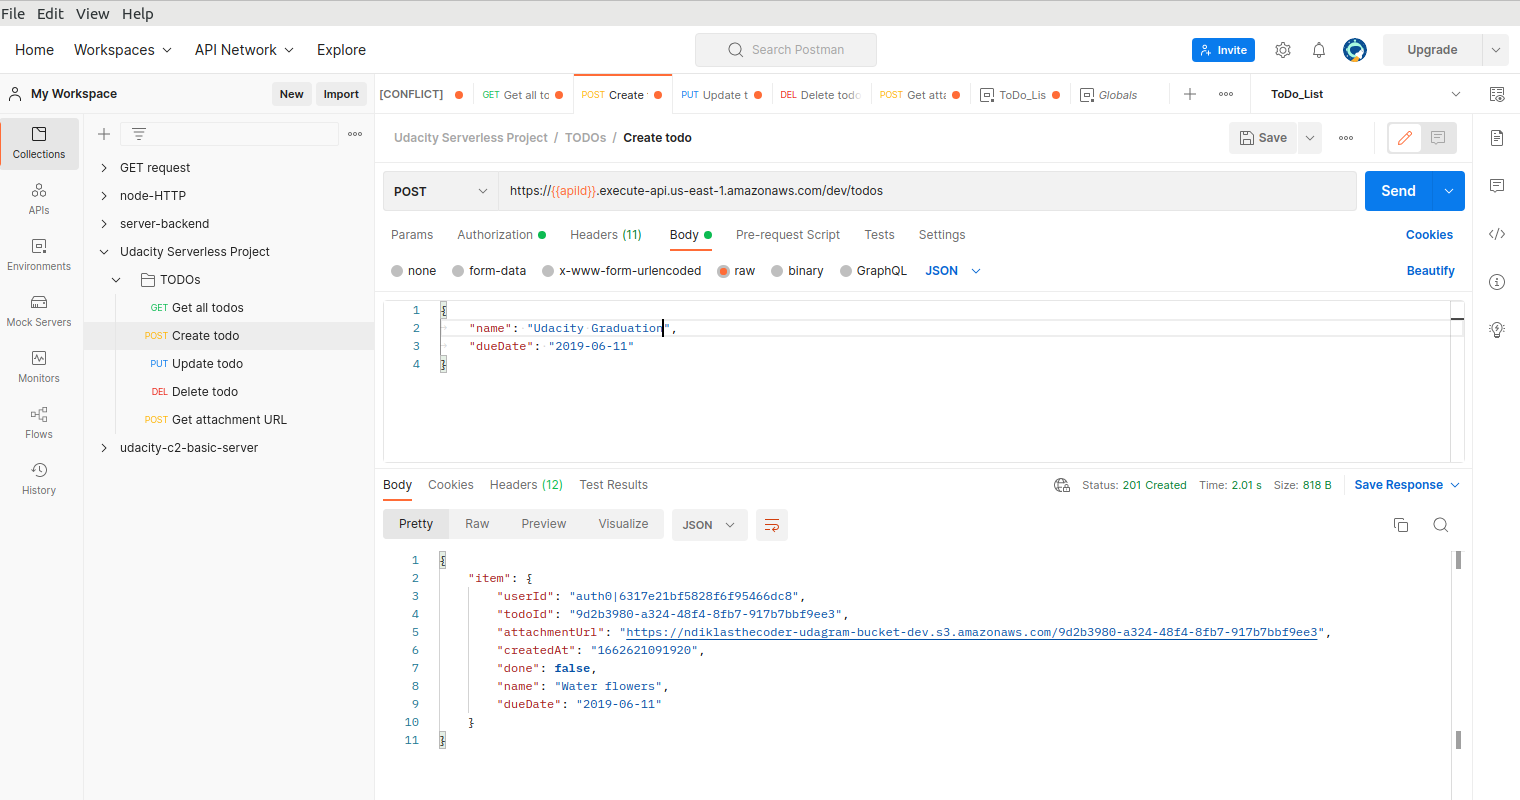 File Edit View Help
Home Workspaces API Network Explore Search Postman Invite Upgrade
My Workspace New Import [CONFLICT] GET Get all to POST Create PUT Update t DEL Delete todo POST Get atta ToDo_Lis Globals ToDo_List
Collections
APIs
Environments
Mock Servers
Monitors
Flows
History
GET request
node-HTTP
server-backend
Udacity Serverless Project
TODOs
GET Get all todos
POST Create todo
PUT Update todo
DEL Delete todo
POST Get attachment URL
udacity-c2-basic-server
Udacity Serverless Project / TODOs / Create todo Save
POST https://{{apiId}}.execute-api.us-east-1.amazonaws.com/dev/todos Send
Params Authorization Headers (11) Body Pre-request Script Tests Settings Cookies
none form-data x-www-form-urlencoded raw binary GraphQL JSON Beautify
1 {
2 "name": "Udacity Graduation",
3 "dueDate": "2019-06-11"
4 }
Body Cookies Headers (12) Test Results Status: 201 Created Time: 2.01 s Size: 818 B Save Response
Pretty Raw Preview Visualize JSON
1 {
2 "item": {
3 "userId": "auth0|6317e21bf5828f6f95466dc8",
4 "todoId": "9d2b3980-a324-48f4-8fb7-917b7bbf9ee3",
5 "attachmentUrl": "https://ndiklasthecoder-udagram-bucket-dev.s3.amazonaws.com/9d2b3980-a324-48f4-8fb7-917b7bbf9ee3",
6 "createdAt": "1662621091920",
7 "done": false,
8 "name": "Water flowers",
9 "dueDate": "2019-06-11"
10 }
11 }